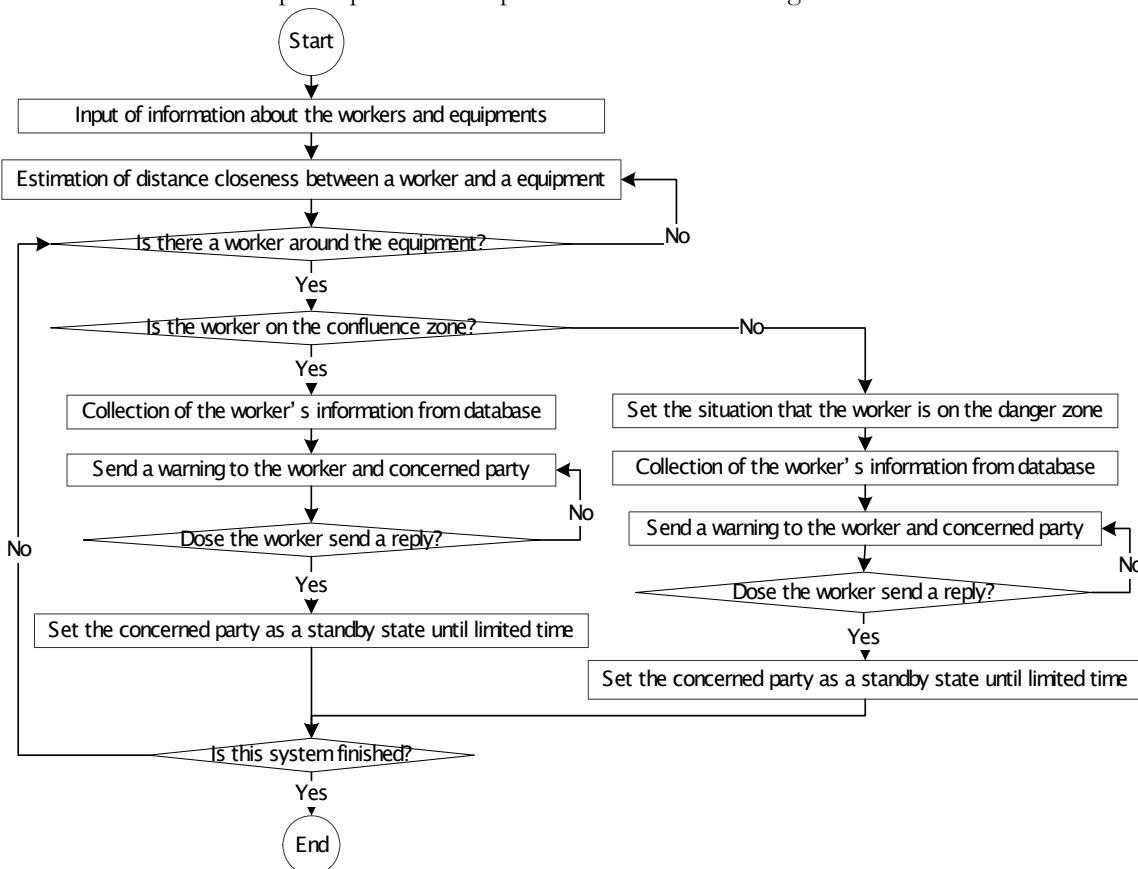 Start
Input of information about the workers and equipments
Estimation of distance closeness between a worker and a equipment
Is there a worker around the equipment?
No
Yes
Is the worker on the confluence zone?
No
Yes
Collection of the worker’s information from database
Set the situation that the worker is on the danger zone
Send a warning to the worker and concerned party
Collection of the worker’s information from database
No
Send a warning to the worker and concerned party
Dose the worker send a reply?
No
No
Yes
Dose the worker send a reply?
Set the concerned party as a standby state until limited time
Yes
Set the concerned party as a standby state until limited time
Is this system finished?
Yes
End